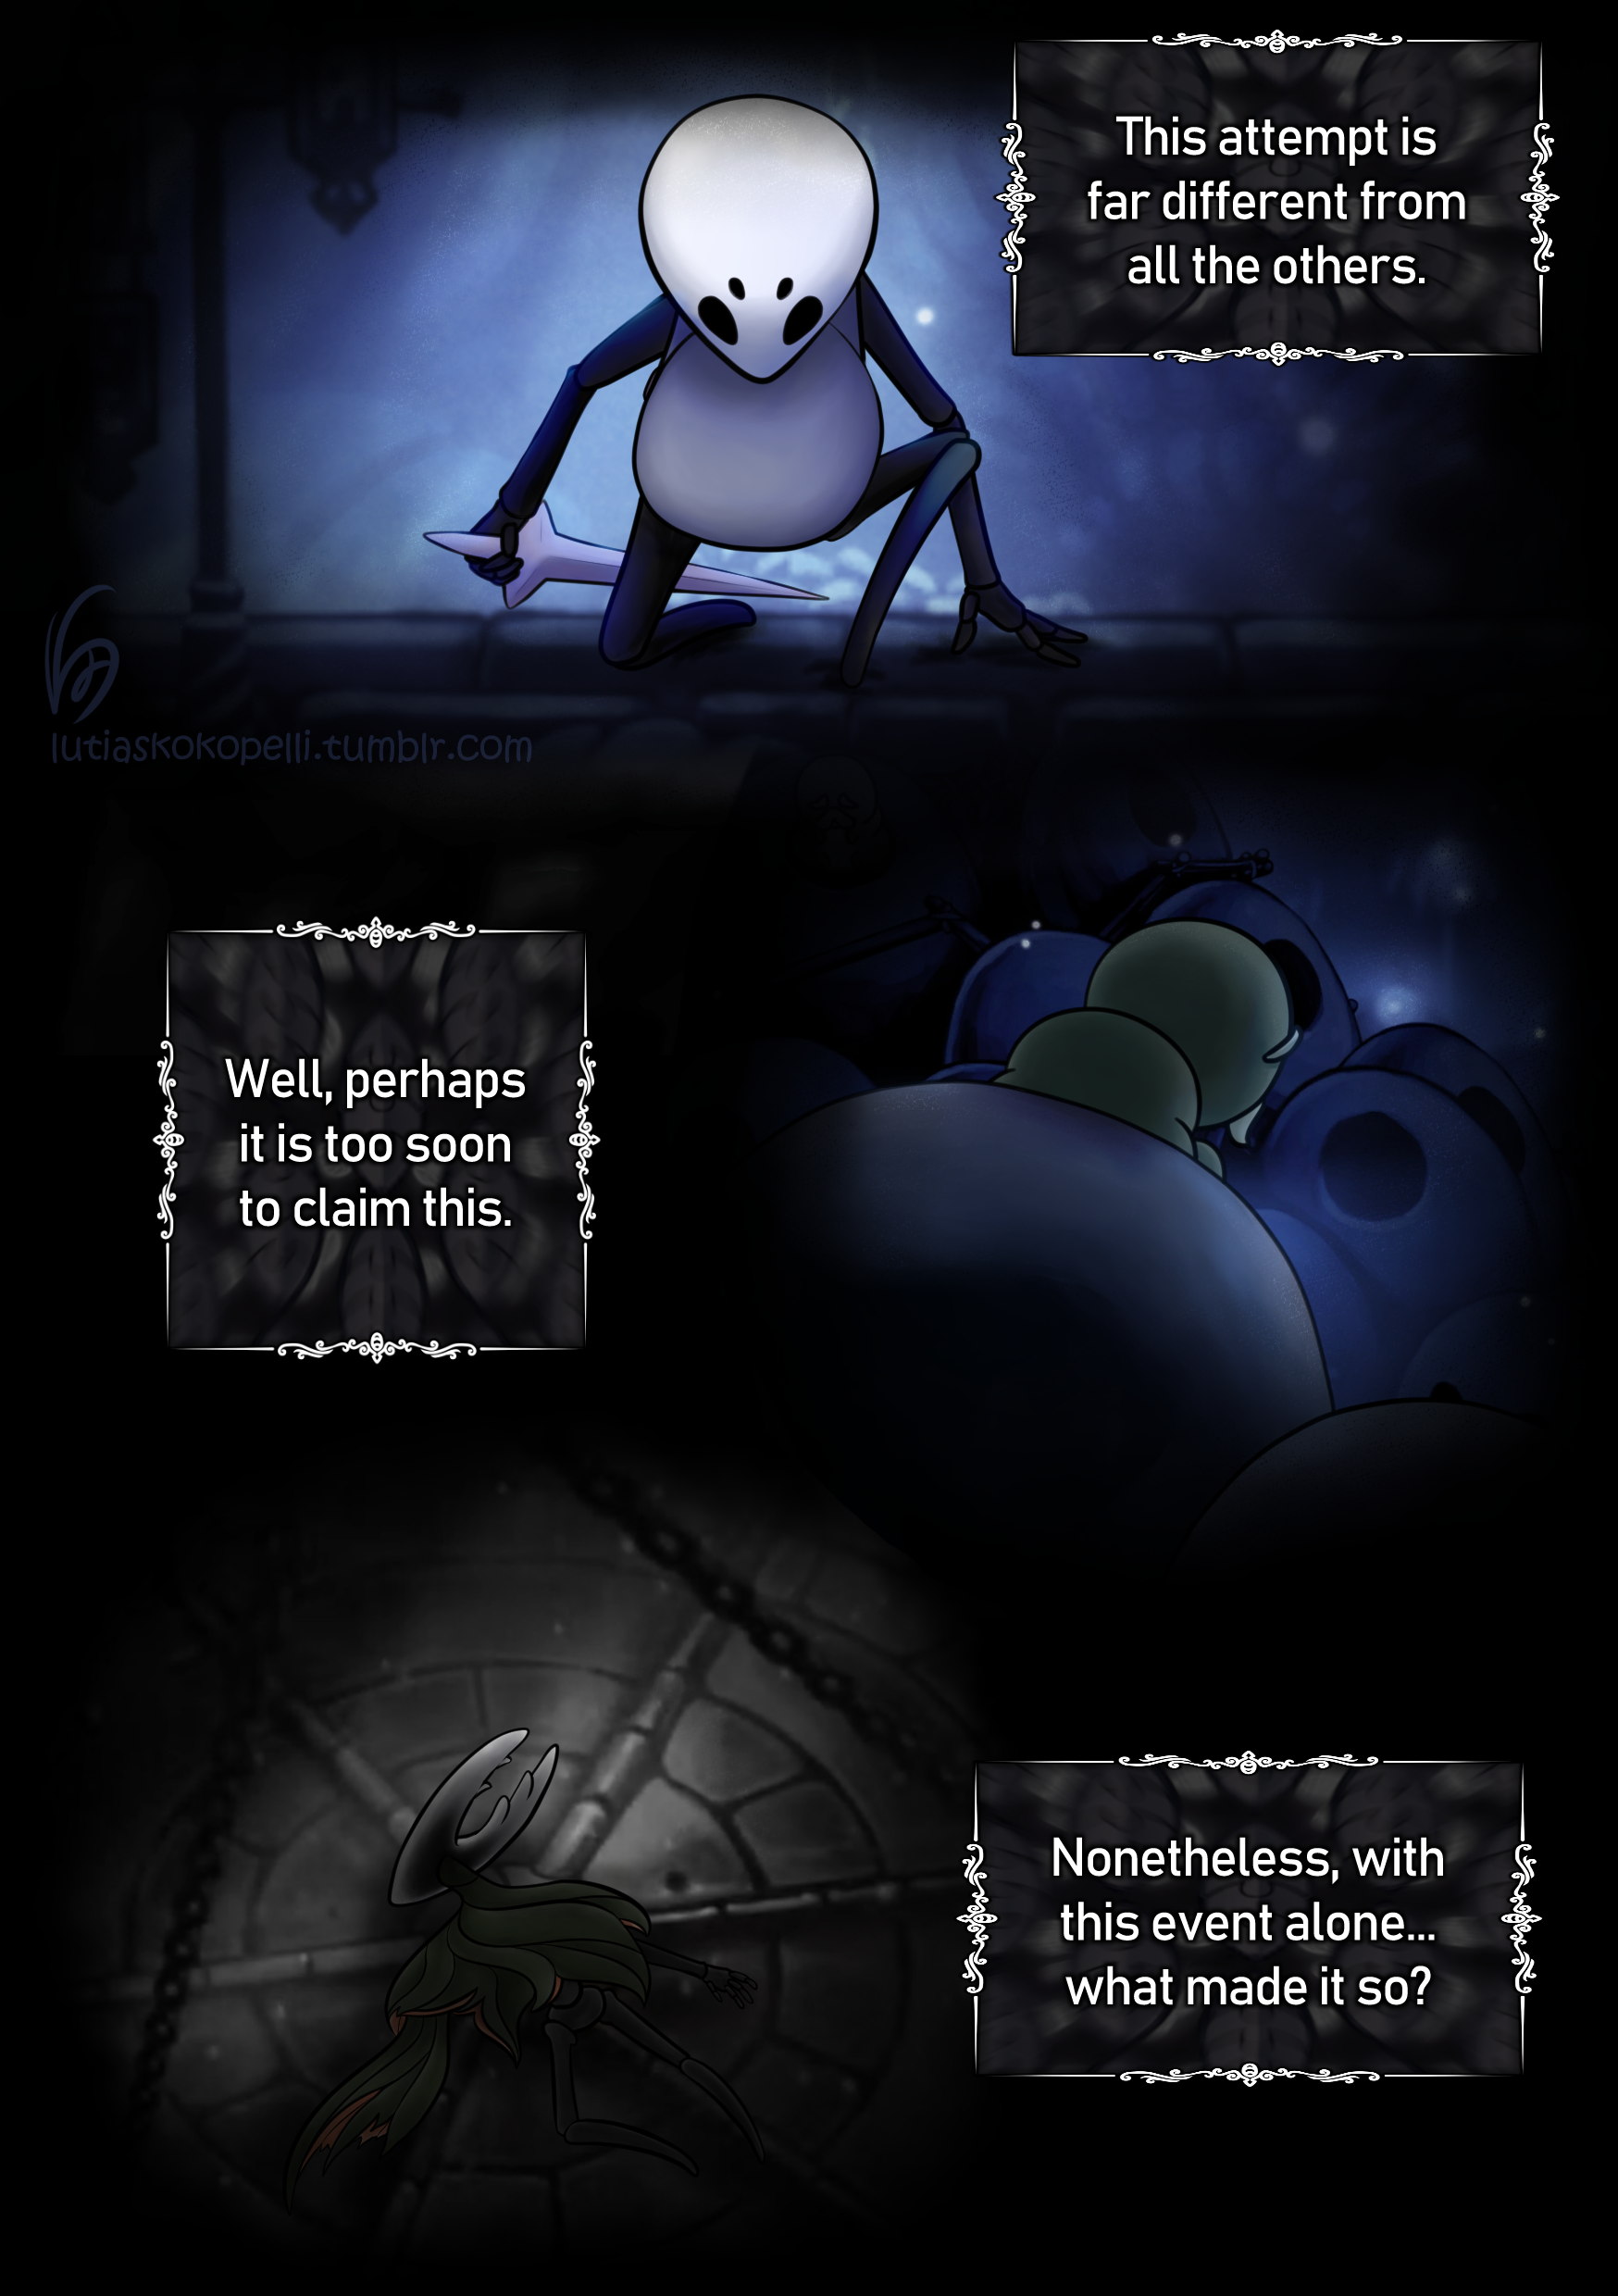 This attempt is
far different from
all the others.
lutiaskokopelli.tumblr.com
Well, perhaps
it is too soon
to claim this.
Nonetheless, with
this event alone...
what made it so?